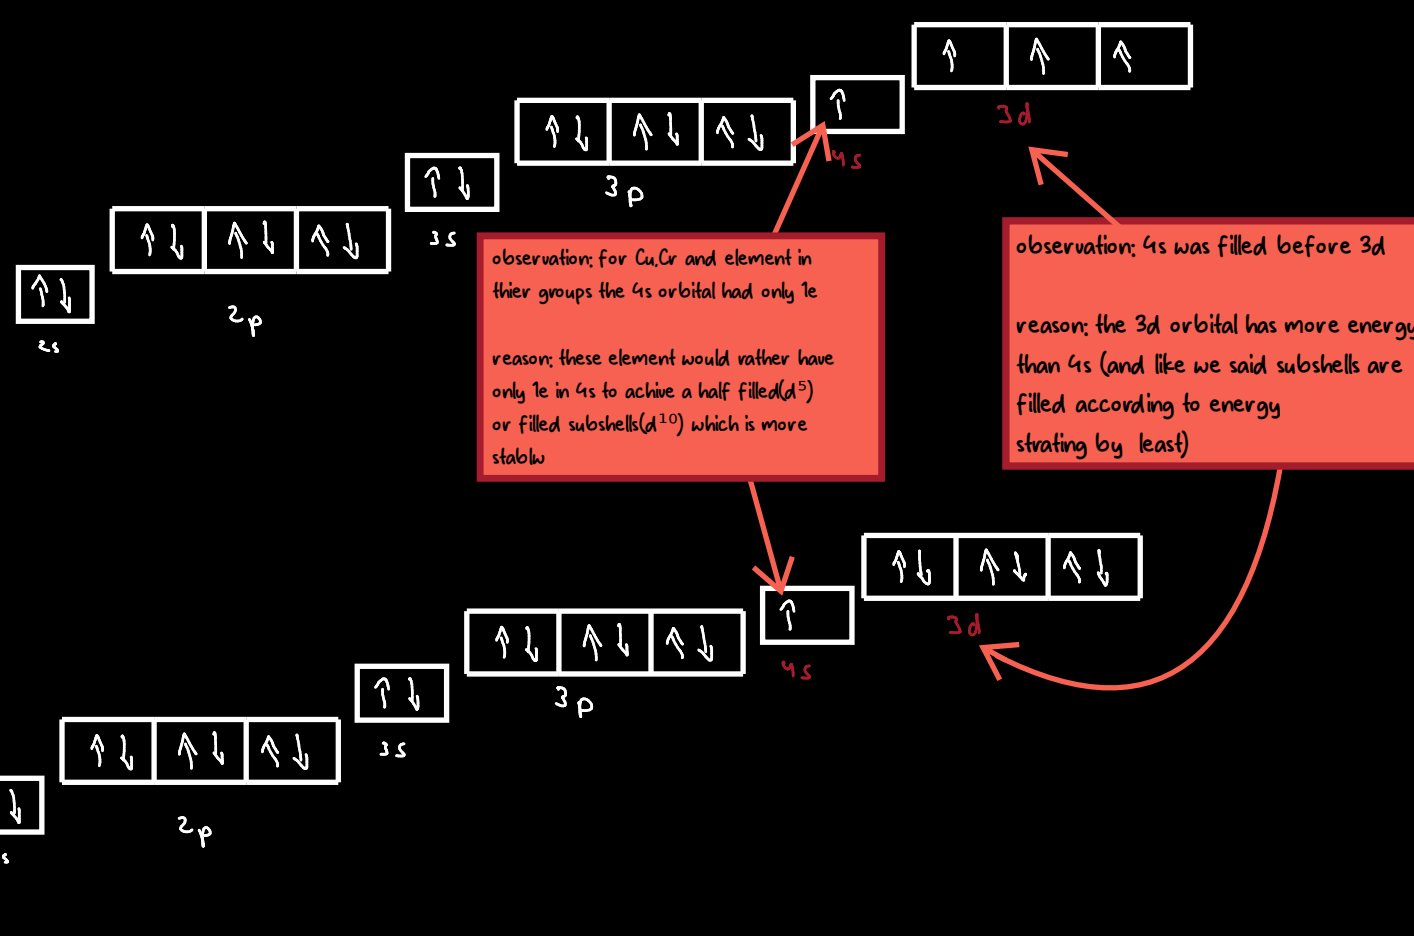 3d
4s
3p
3s
2p
2s
observation: for Cu.Cr and element in
thier groups the 4s orbital had only 1e
reason: these element would rather have
only 1e in 4s to achive a half filled(d⁵)
or filled subshells(d¹⁰) which is more
stablw
observation: 4s was filled before 3d
reason: the 3d orbital has more energy
than 4s (and like we said subshells are
filled according to energy
strating by least)
3d
4s
3p
3s
2p
s